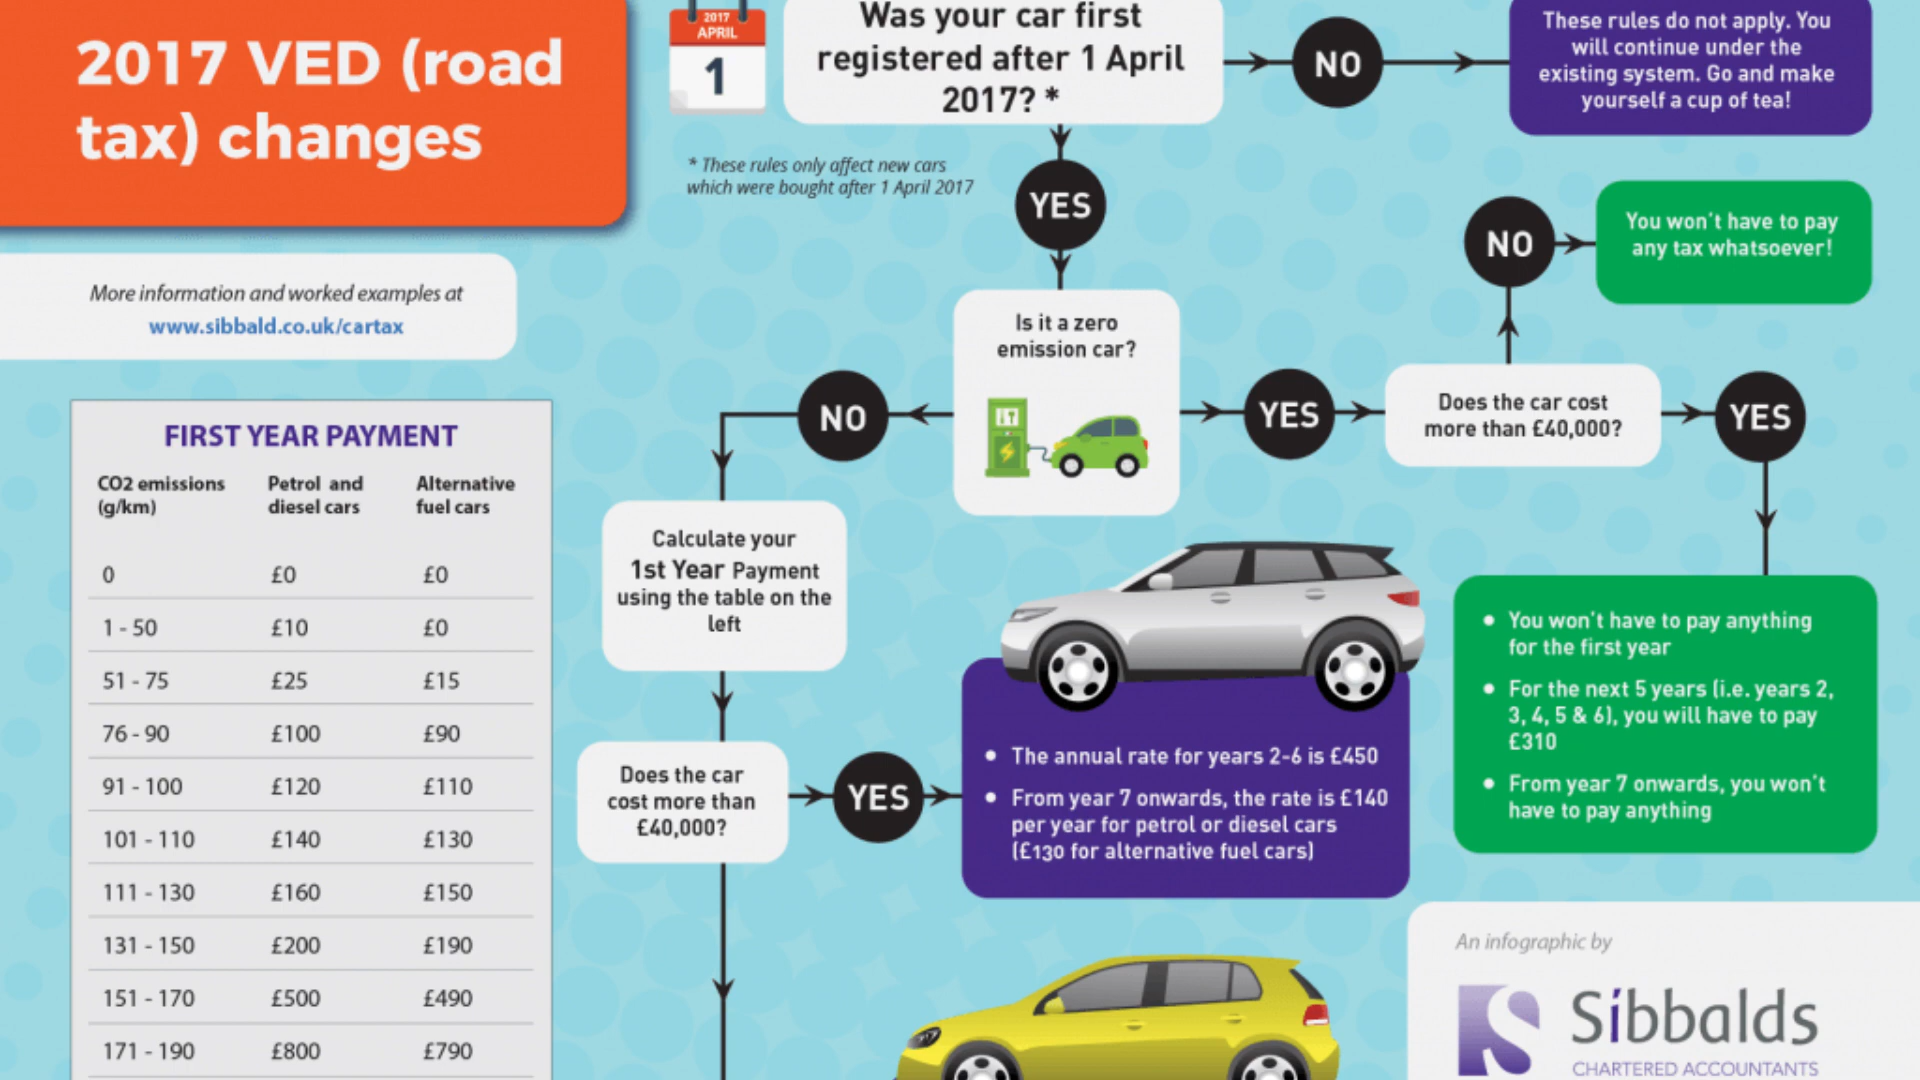 2017 VED (road
tax) changes
More information and worked examples at
www.sibbald.co.uk/cartax
FIRST YEAR PAYMENT
CO2 emissions (g/km) Petrol and diesel cars Alternative fuel cars
0 £0 £0
1 - 50 £10 £0
51 - 75 £25 £15
76 - 90 £100 £90
91 - 100 £120 £110
101 - 110 £140 £130
111 - 130 £160 £150
131 - 150 £200 £190
151 - 170 £500 £490
171 - 190 £800 £790
2017
APRIL
1
Was your car first
registered after 1 April
2017? *
* These rules only affect new cars
which were bought after 1 April 2017
NO
These rules do not apply. You
will continue under the
existing system. Go and make
yourself a cup of tea!
YES
Is it a zero
emission car?
YES
Does the car cost
more than £40,000?
NO
You won't have to pay
any tax whatsoever!
YES
• You won't have to pay anything
for the first year
• For the next 5 years (i.e. years 2,
3, 4, 5 & 6), you will have to pay
£310
• From year 7 onwards, you won't
have to pay anything
NO
Calculate your
1st Year Payment
using the table on the
left
Does the car
cost more than
£40,000?
YES
• The annual rate for years 2-6 is £450
• From year 7 onwards, the rate is £140
per year for petrol or diesel cars
(£130 for alternative fuel cars)
An infographic by
Sibbalds
CHARTERED ACCOUNTANTS